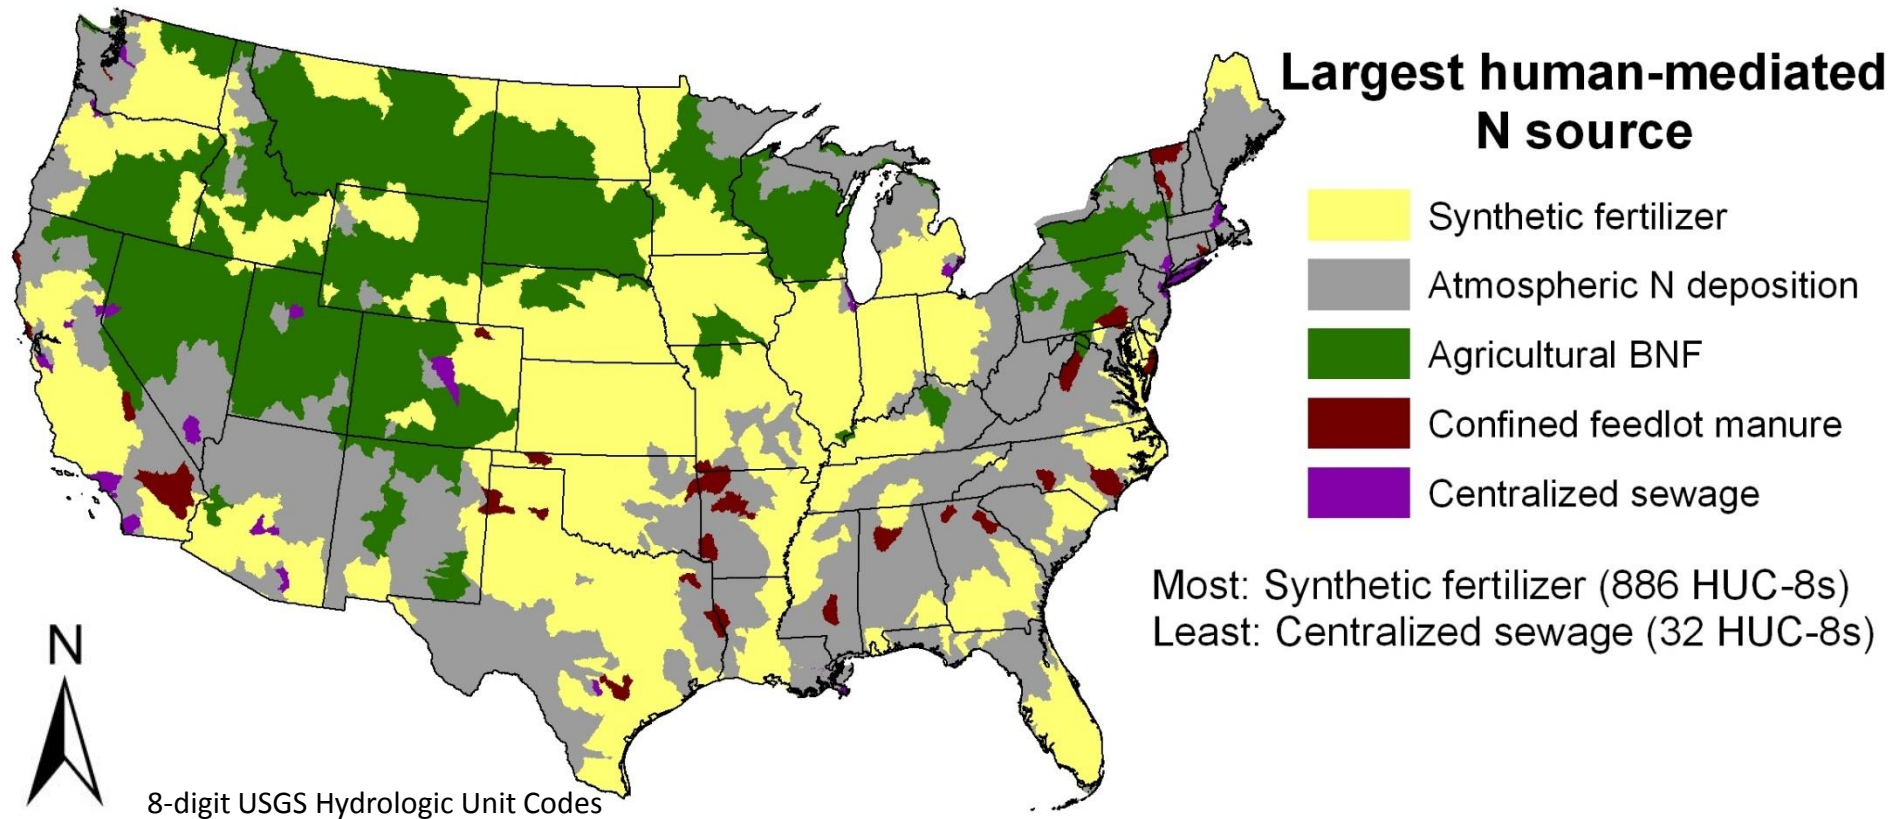 Largest human-mediated
N source
Synthetic fertilizer
Atmospheric N deposition
Agricultural BNF
Confined feedlot manure
Centralized sewage
Most: Synthetic fertilizer (886 HUC-8s)
Least: Centralized sewage (32 HUC-8s)
N
8-digit USGS Hydrologic Unit Codes